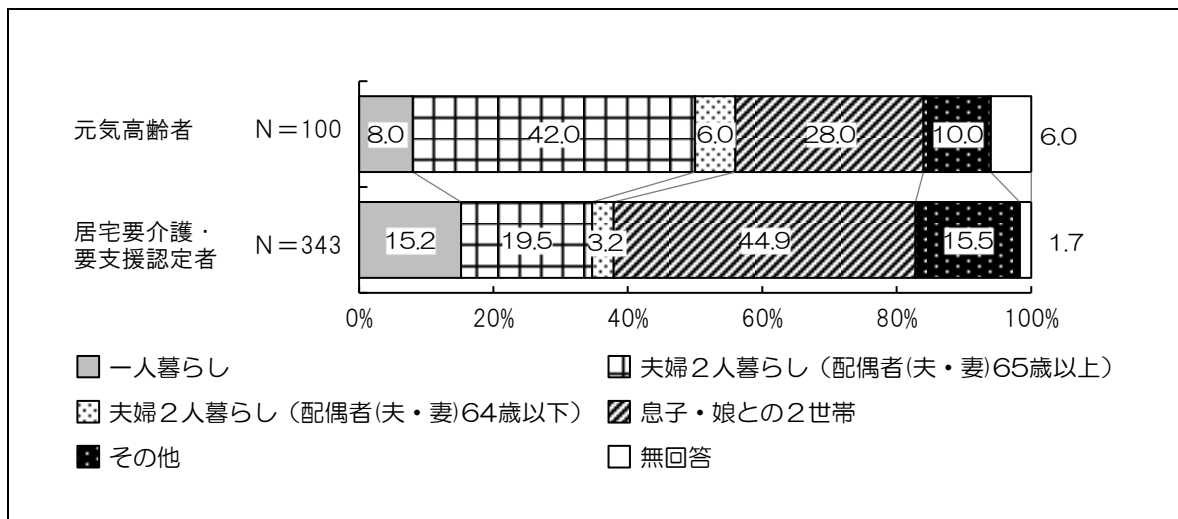 元気高齢者 N＝100 8.0 42.0 6.0 28.0 10.0 6.0
居宅要介護・
要支援認定者 N＝343 15.2 19.5 3.2 44.9 15.5 1.7
0% 20% 40% 60% 80% 100%
一人暮らし 夫婦２人暮らし（配偶者(夫・妻)65歳以上）
夫婦２人暮らし（配偶者(夫・妻)64歳以下） 息子・娘との２世帯
その他 無回答